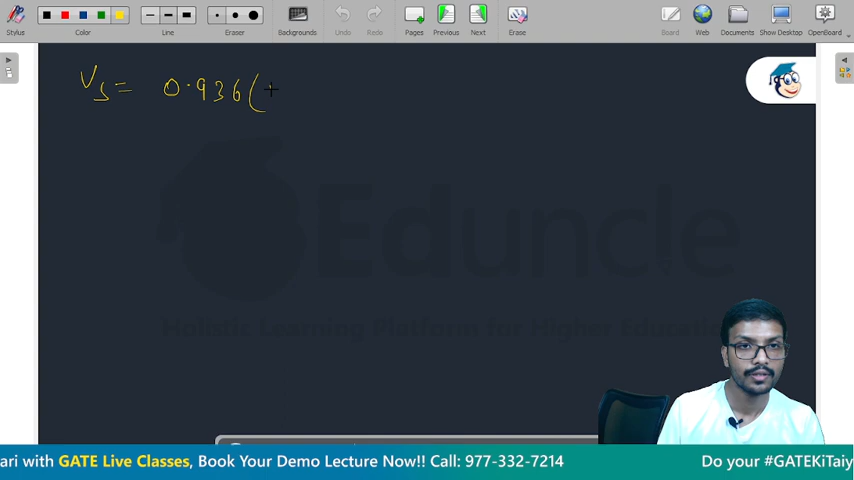 Stylus
Color
Line
Eraser
Backgrounds
Undo
Redo
Pages
Previous
Next
Erase
Board
Web
Documents
Show Desktop
OpenBoard
Vs = 0.936(
Eduncle
Holistic Learning Platform for Higher Education
ari with GATE Live Classes, Book Your Demo Lecture Now!! Call: 977-332-7214
Do your #GATEKiTaiy